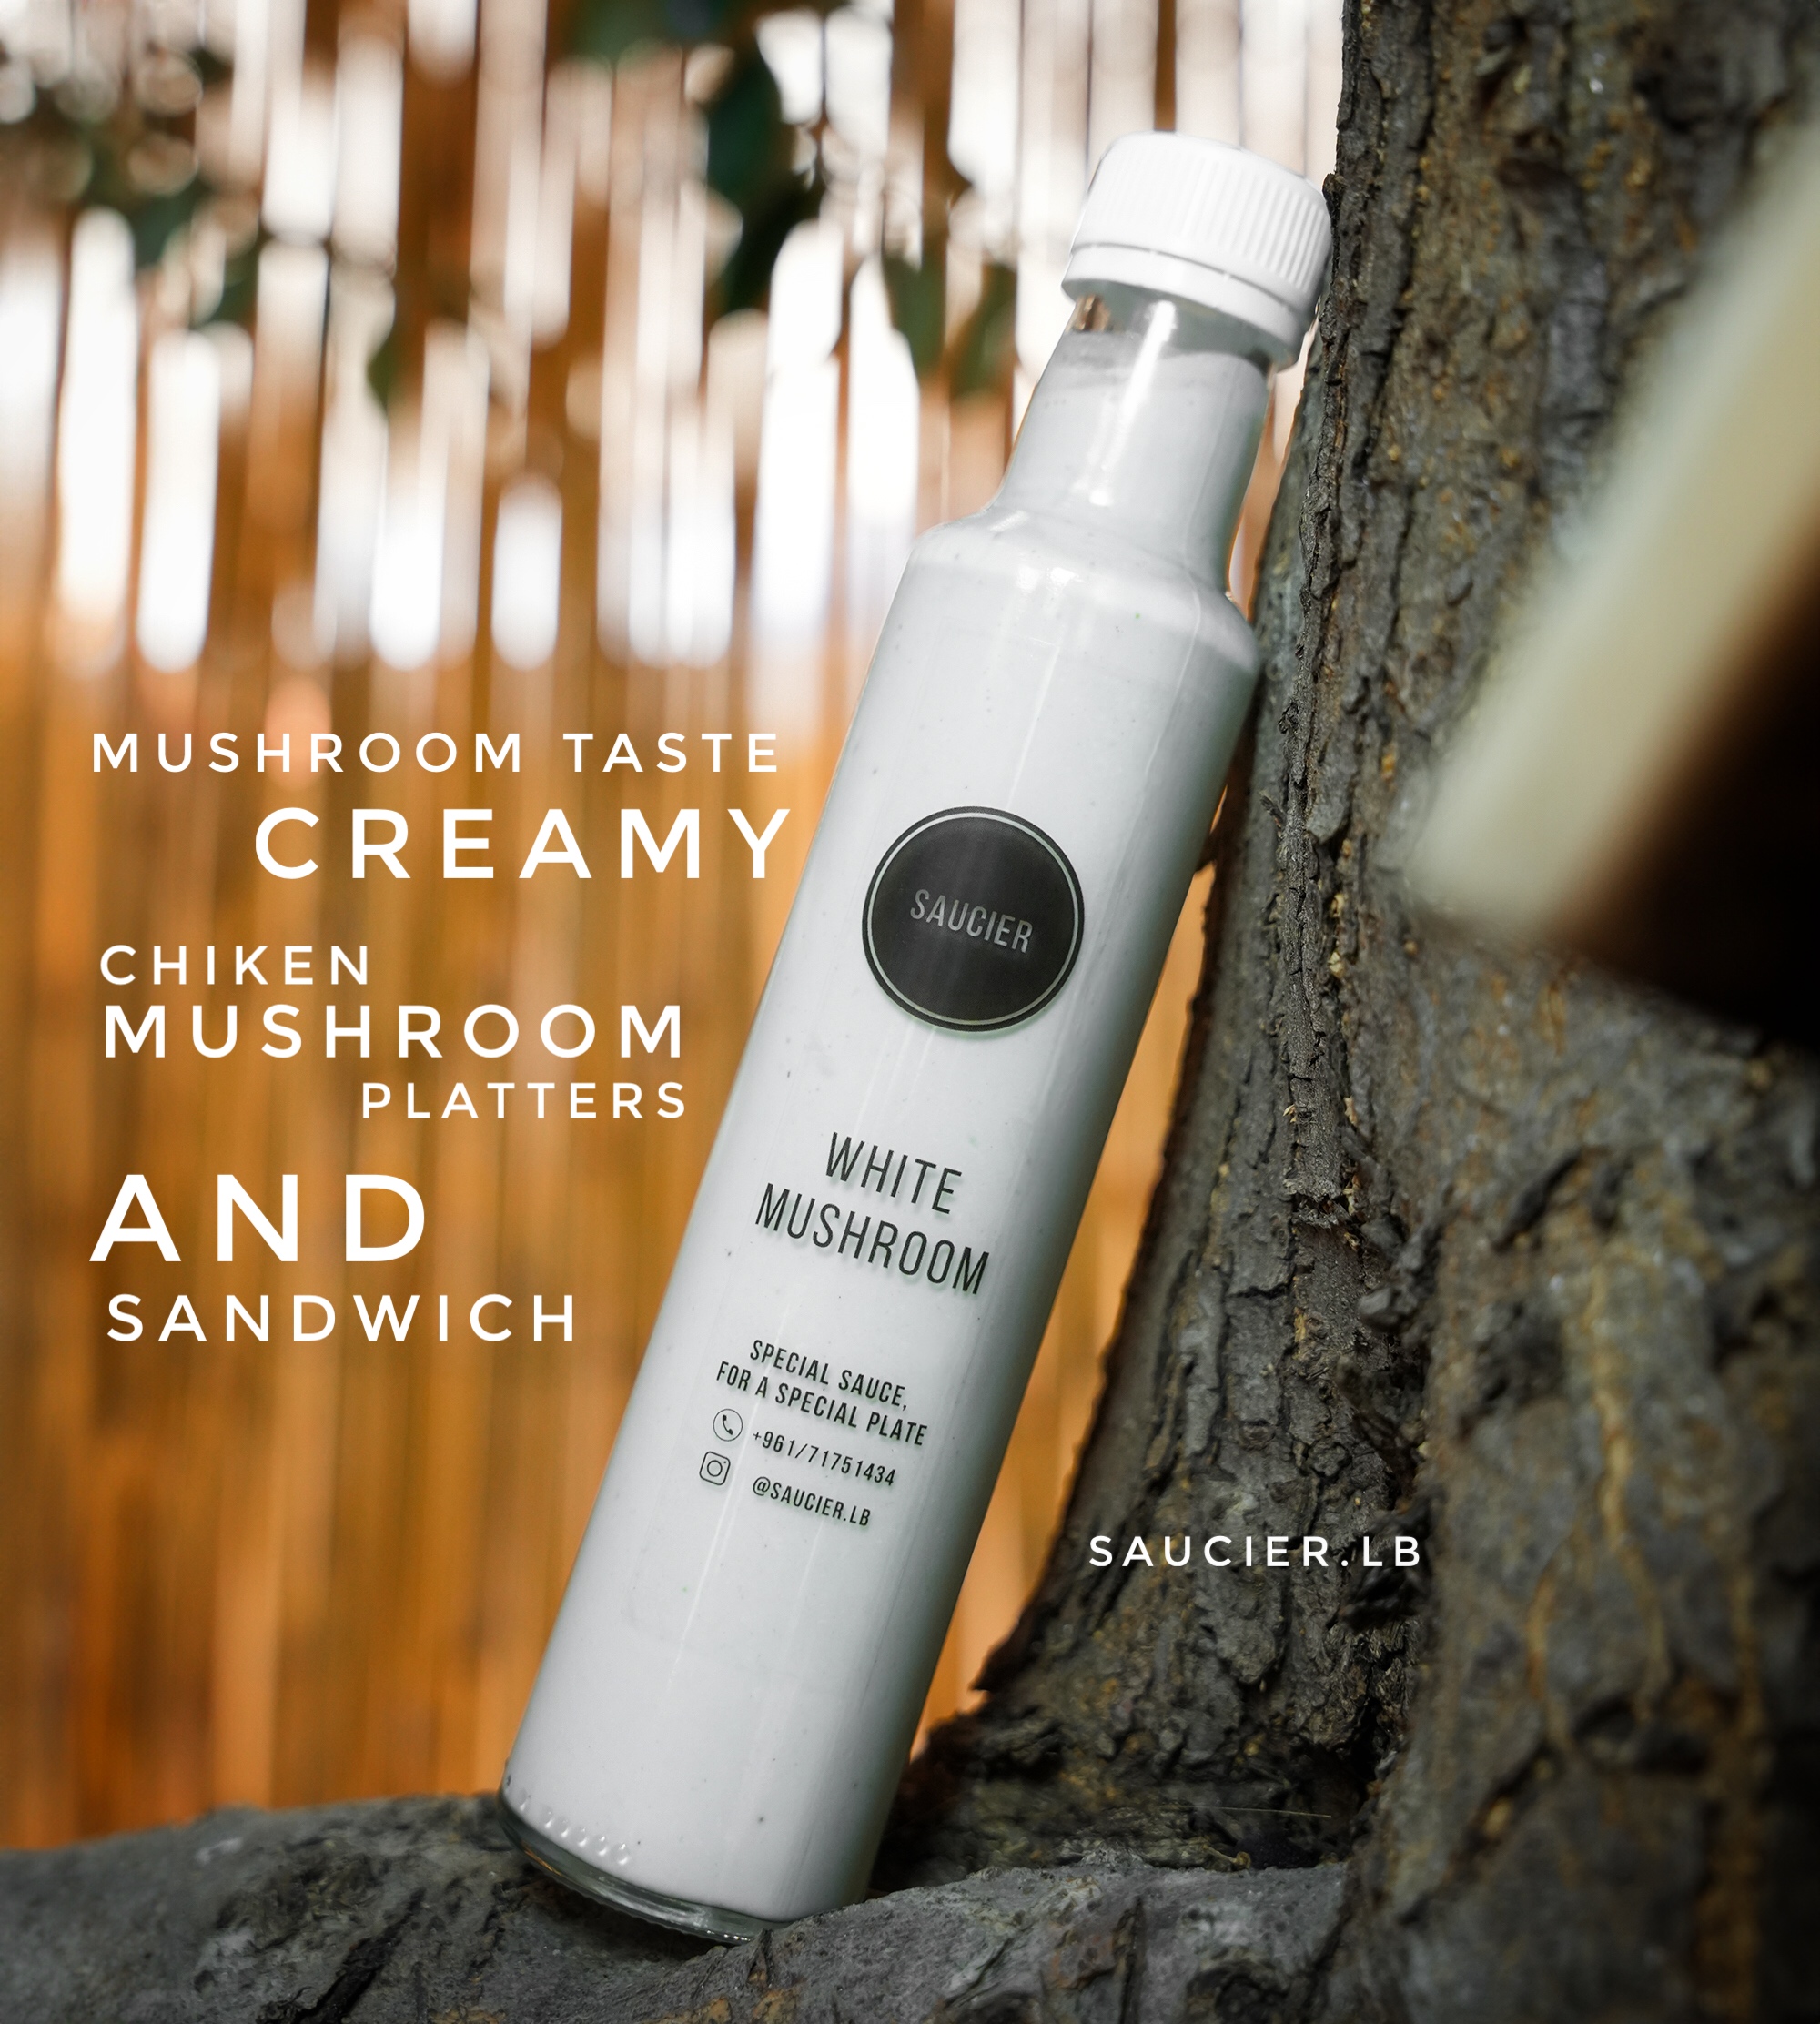 MUSHROOM TASTE
CREAMY
CHIKEN
MUSHROOM
PLATTERS
AND
SANDWICH
SAUCIER
WHITE
MUSHROOM
SPECIAL SAUCE,
FOR A SPECIAL PLATE
+961/71751434
@SAUCIER.LB
SAUCIER.LB